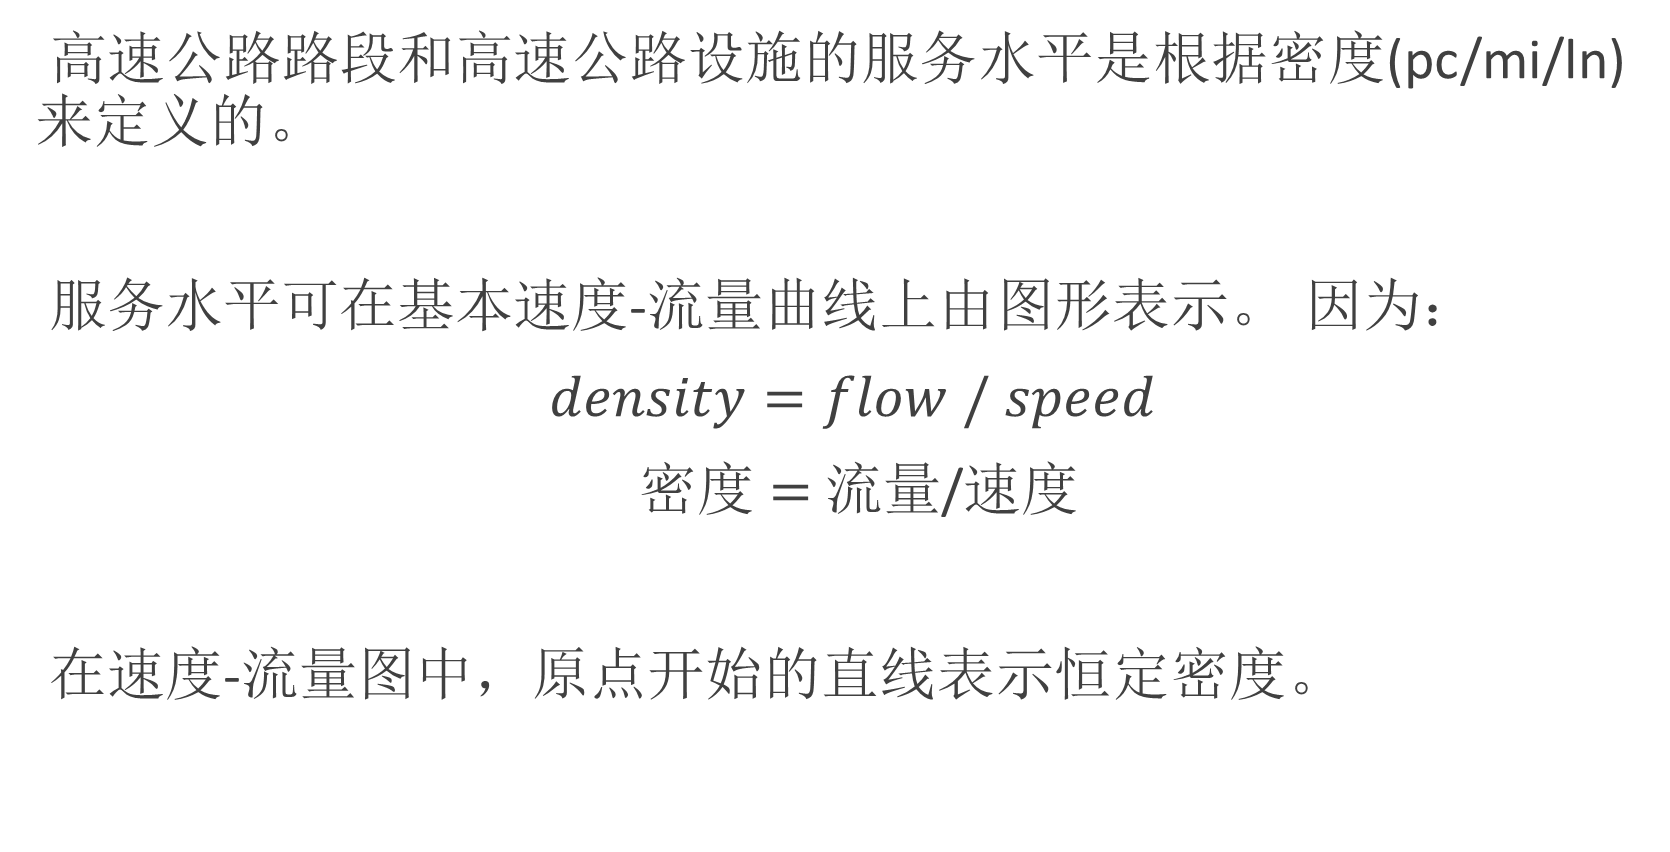 高速公路路段和高速公路设施的服务水平是根据密度(pc/mi/ln)
来定义的。
服务水平可在基本速度-流量曲线上由图形表示。 因为：
density = flow / speed
密度 = 流量/速度
在速度-流量图中，原点开始的直线表示恒定密度。